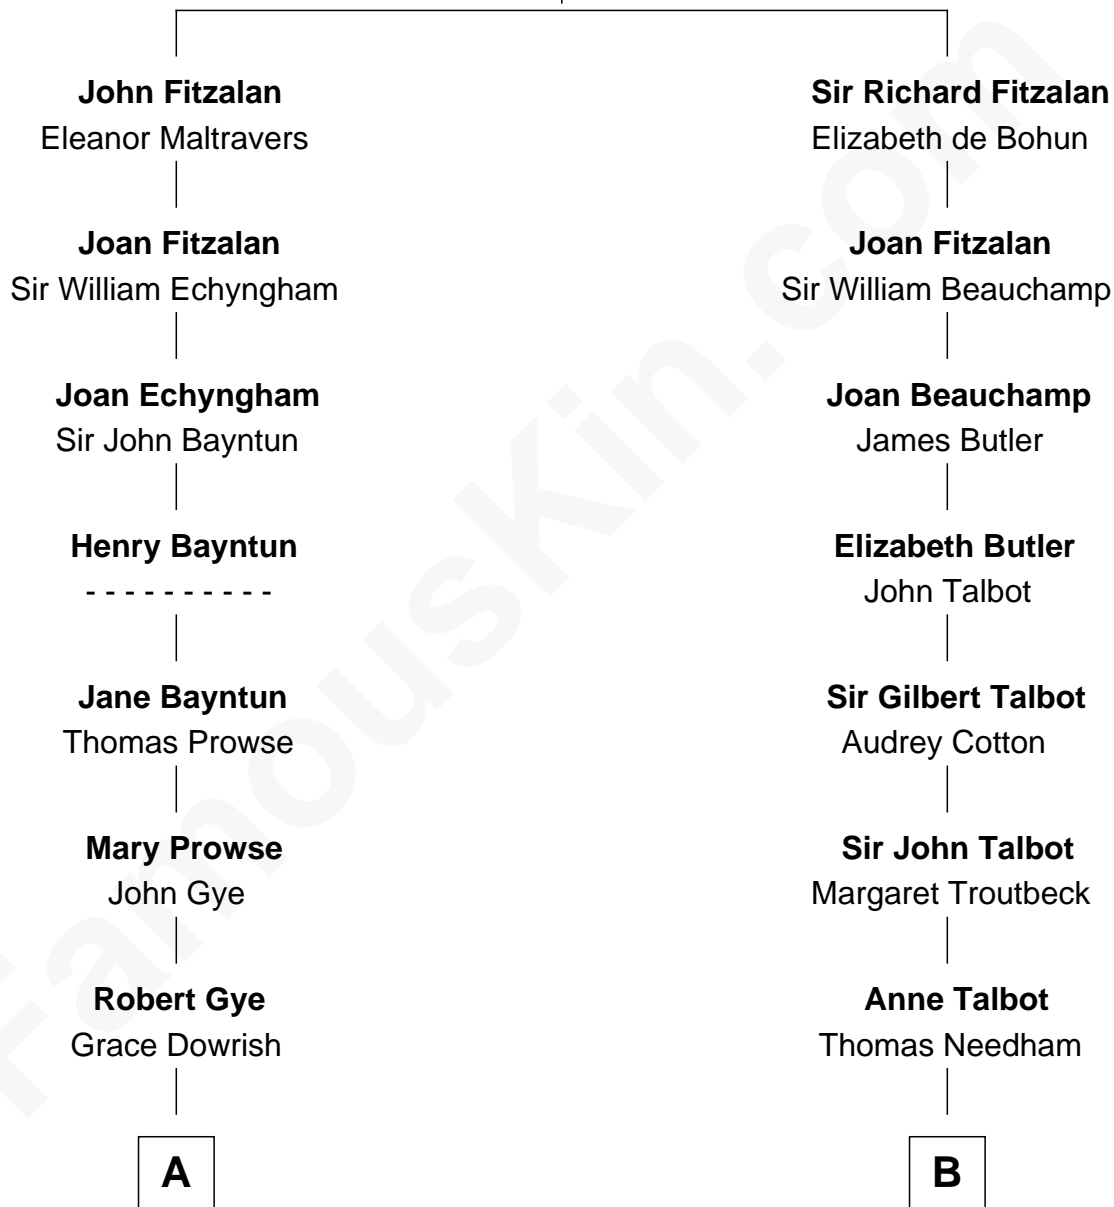 John Fitzalan
Eleanor Maltravers
Sir Richard Fitzalan
Elizabeth de Bohun
Joan Fitzalan
Sir William Echyngham
Joan Fitzalan
Sir William Beauchamp
Joan Echyngham
Sir John Bayntun
Joan Beauchamp
James Butler
Henry Bayntun
- - - - - - - - - -
Elizabeth Butler
John Talbot
Jane Bayntun
Thomas Prowse
Sir Gilbert Talbot
Audrey Cotton
Mary Prowse
John Gye
Sir John Talbot
Margaret Troutbeck
Robert Gye
Grace Dowrish
Anne Talbot
Thomas Needham
A
B
FamousKin.com